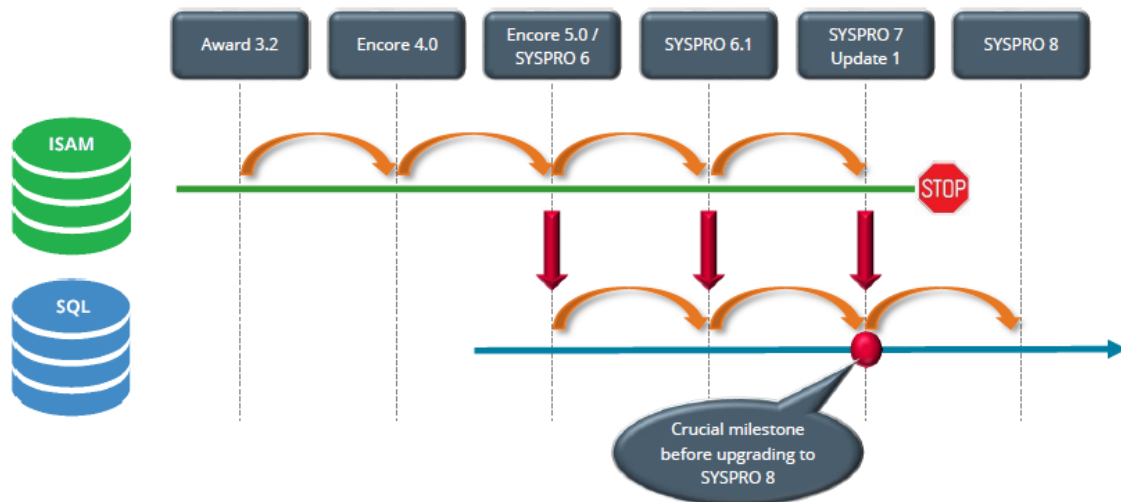 Award 3.2
Encore 4.0
Encore 5.0 /
SYSPRO 6
SYSPRO 6.1
SYSPRO 7
Update 1
SYSPRO 8
ISAM
STOP
SQL
Crucial milestone
before upgrading to
SYSPRO 8